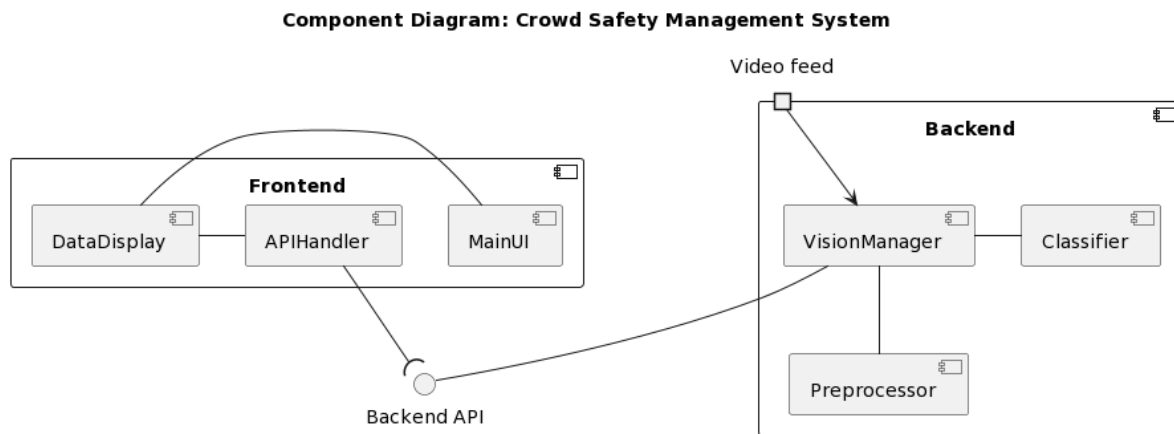 Component Diagram: Crowd Safety Management System
Video feed
Backend
Frontend
DataDisplay
APIHandler
MainUI
VisionManager
Classifier
Preprocessor
Backend API